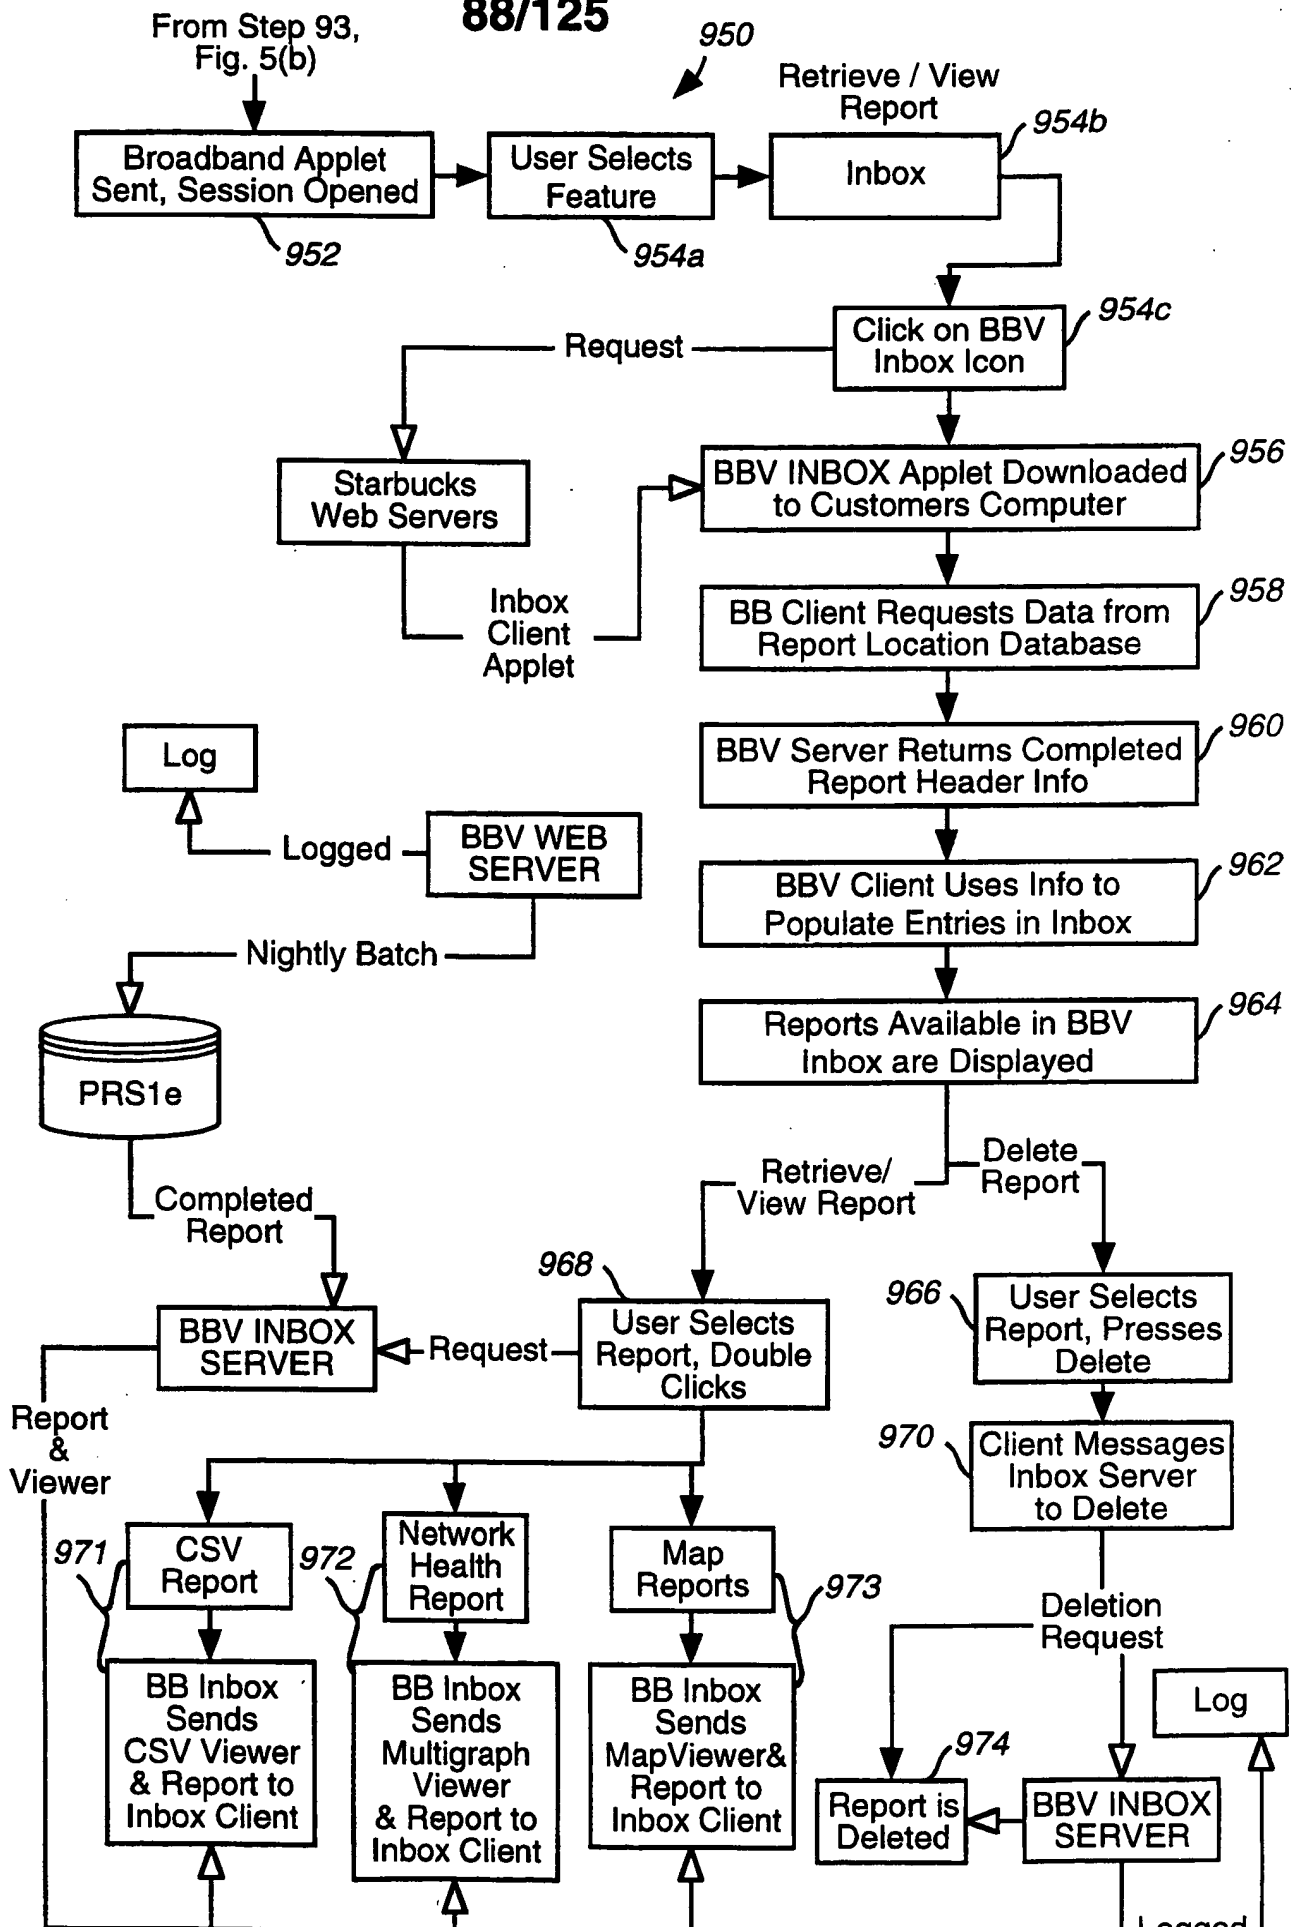 88/125
From Step 93,
Fig. 5(b)
950
Retrieve / View
Report
954b
Broadband Applet
Sent, Session Opened
User Selects
Feature
Inbox
952
954a
Click on BBV
Inbox Icon
954c
Request
Starbucks
Web Servers
BBV INBOX Applet Downloaded
to Customers Computer
956
Inbox
Client
Applet
BB Client Requests Data from
Report Location Database
958
BBV Server Returns Completed
Report Header Info
960
Log
Logged
BBV WEB
SERVER
BBV Client Uses Info to
Populate Entries in Inbox
962
Nightly Batch
PRS1e
Reports Available in BBV
Inbox are Displayed
964
Retrieve/
View Report
Delete
Report
Completed
Report
968
966
BBV INBOX
SERVER
Request
User Selects
Report, Double
Clicks
User Selects
Report, Presses
Delete
Report
&
Viewer
970
Client Messages
Inbox Server
to Delete
971
CSV
Report
972
Network
Health
Report
Map
Reports
973
Deletion
Request
BB Inbox
Sends
CSV Viewer
& Report to
Inbox Client
BB Inbox
Sends
Multigraph
Viewer
& Report to
Inbox Client
BB Inbox
Sends
MapViewer&
Report to
Inbox Client
Log
974
Report is
Deleted
BBV INBOX
SERVER
Logged